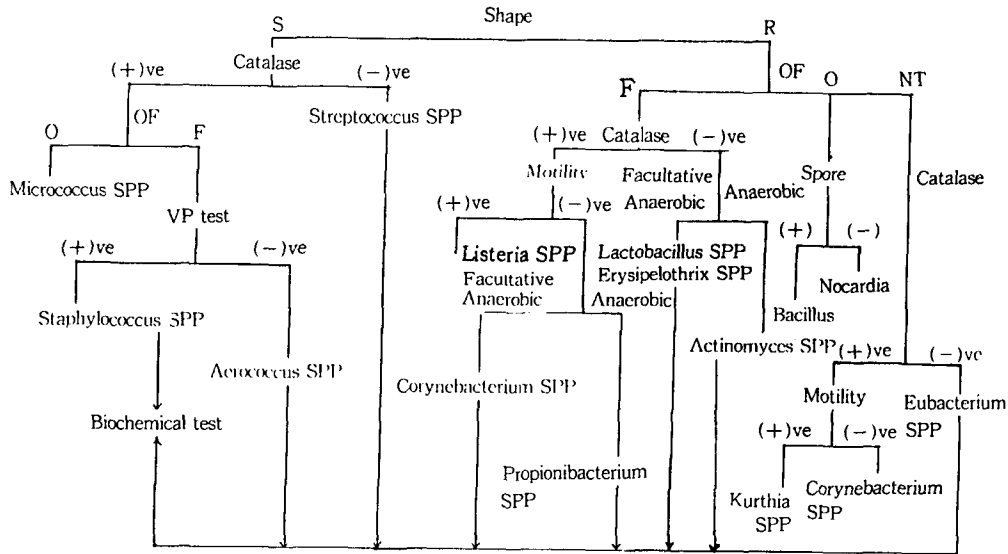 Shape
S
R
Catalase
(+)ve
(-)ve
OF
O
NT
F
Streptococcus SPP
OF
O
F
(+)ve
Catalase
(-)ve
Micrococcus SPP
Motility
Facultative
Anaerobic
Anaerobic
Spore
Catalase
VP test
(+)ve
(-)ve
(+)ve
(-)ve
(+)
(-)
Listeria SPP
Lactobacillus SPP
Erysipelothrix SPP
Facultative
Anaerobic
Anaerobic
Nocardia
Bacillus
Staphylococcus SPP
Actinomyces SPP
(+)ve
(-)ve
Aerococcus SPP
Corynebacterium SPP
Motility
Eubacterium
SPP
Biochemical test
(+)ve
(-)ve
Propionibacterium
SPP
Kurthia
SPP
Corynebacterium SPP
SPP